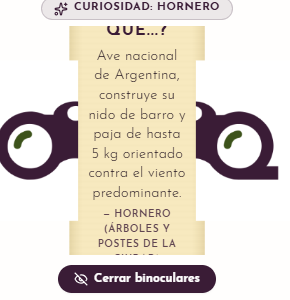 CURIOSIDAD: HORNERO
QUE...?
Ave nacional
de Argentina,
construye su
nido de barro y
paja de hasta
5 kg orientado
contra el viento
predominante.
— HORNERO
(ÁRBOLES Y
POSTES DE LA
Cerrar binoculares